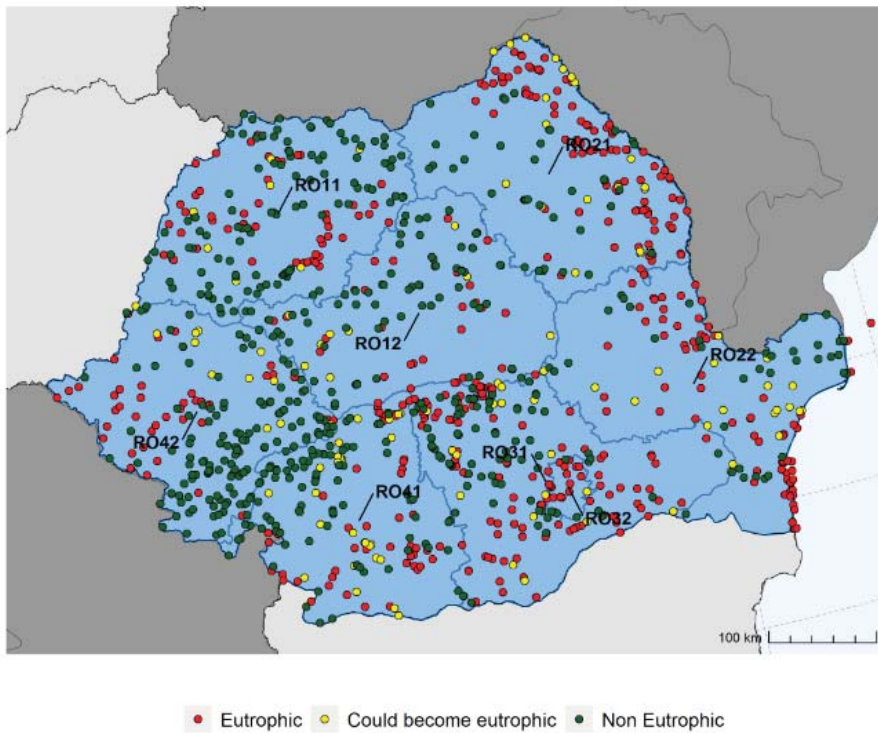 RO21
RO11
RO12
RO22
RO42
RO31
RO41
RO32
100 km
Eutrophic Could become eutrophic Non Eutrophic